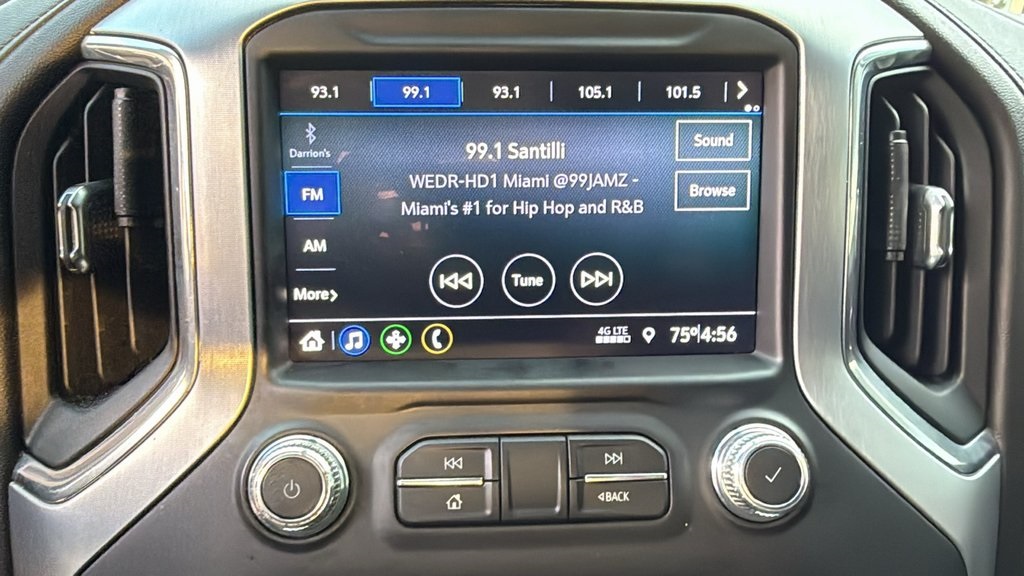 93.1 99.1 93.1 105.1 101.5
Darrion's
99.1 Santilli
Sound
FM
WEDR-HD1 Miami @99JAMZ -
Miami's #1 for Hip Hop and R&B
Browse
AM
More
Tune
4G LTE
75° 4:56
BACK